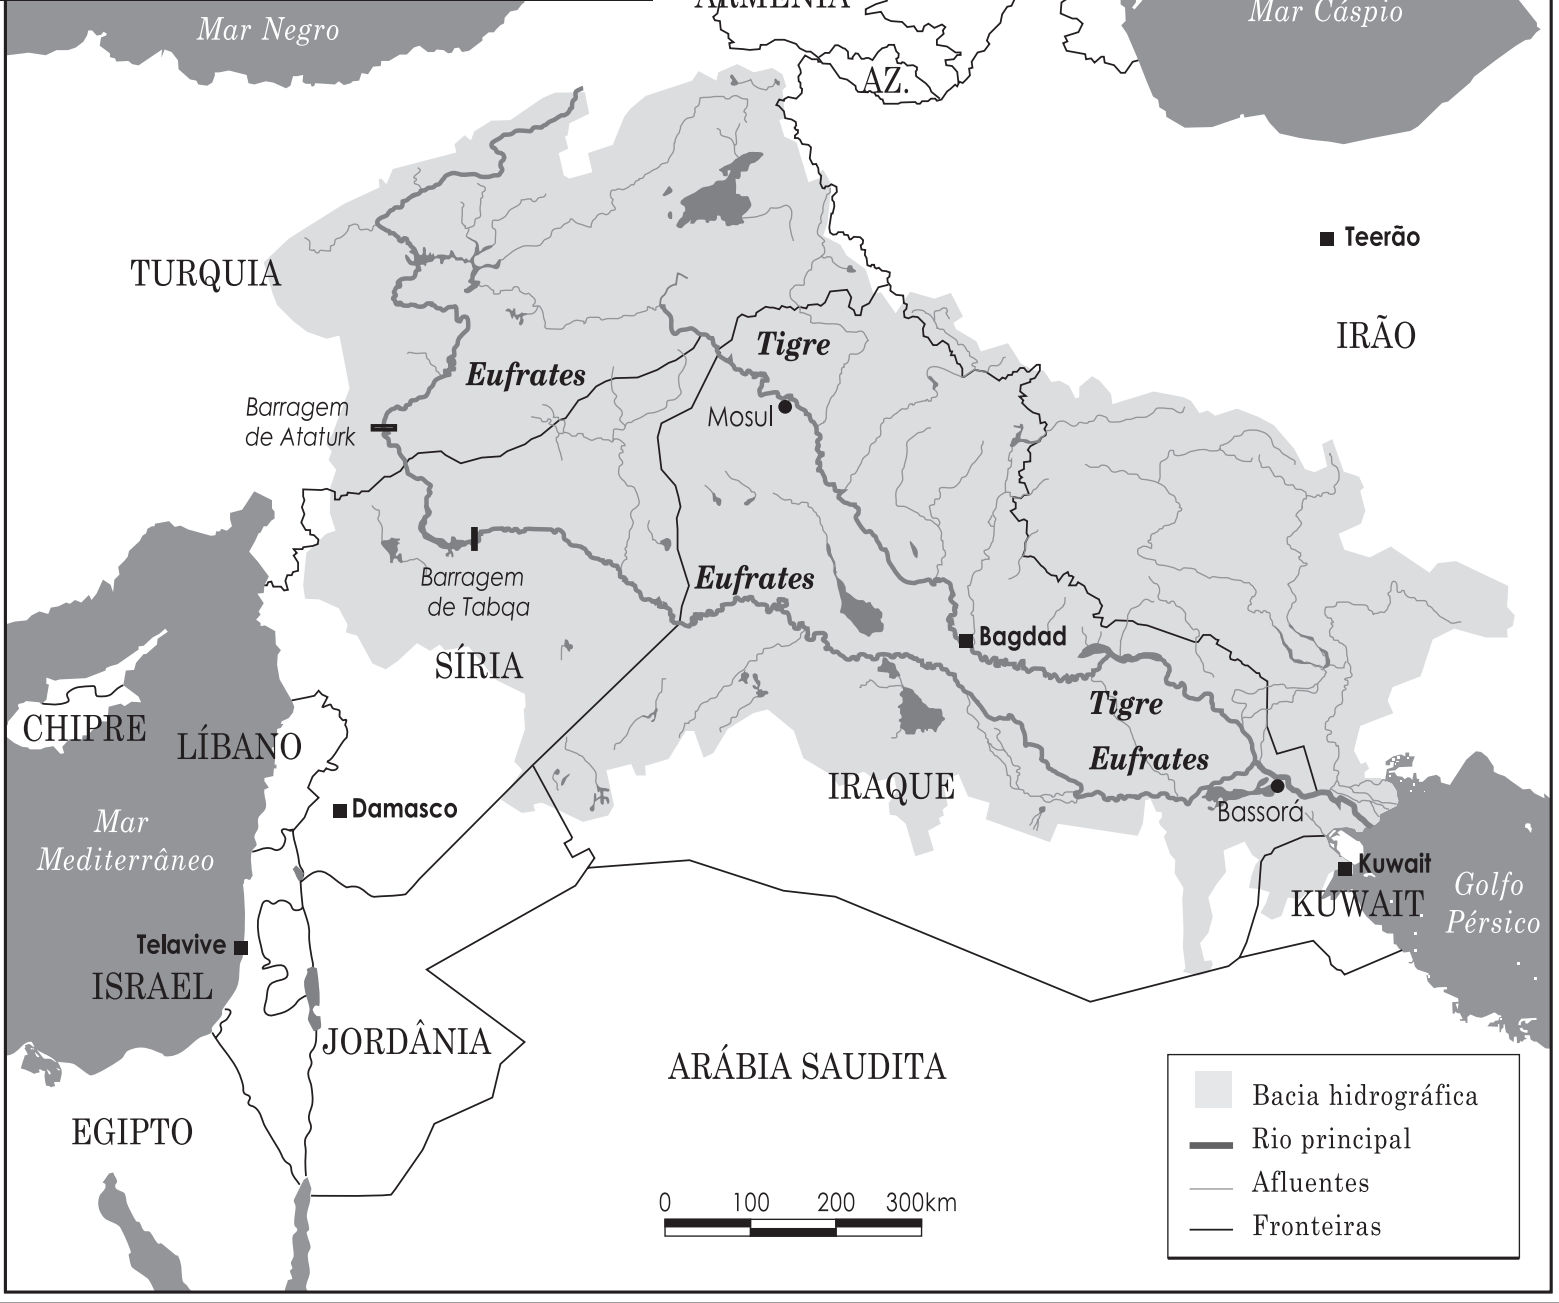 ARMÉNIA
Mar Negro
Mar Cáspio
AZ.
Teerão
TURQUIA
IRÃO
Tigre
Eufrates
Mosul
Barragem
de Ataturk
Eufrates
Barragem
de Tabqa
Bagdad
SÍRIA
Tigre
CHIPRE
LÍBANO
Eufrates
IRAQUE
Damasco
Bassorá
Mar
Mediterrâneo
Kuwait
KUWAIT
Golfo
Pérsico
Telavive
ISRAEL
JORDÂNIA
ARÁBIA SAUDITA
EGIPTO
Bacia hidrográfica
Rio principal
Afluentes
Fronteiras
0 100 200 300km